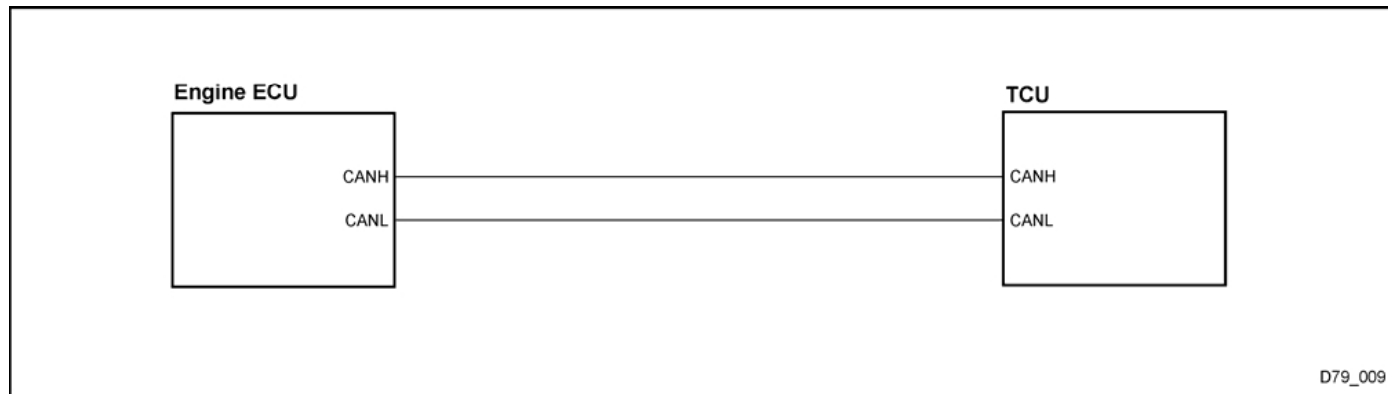 Engine ECU
TCU
CANH
CANH
CANL
CANL
D79_009